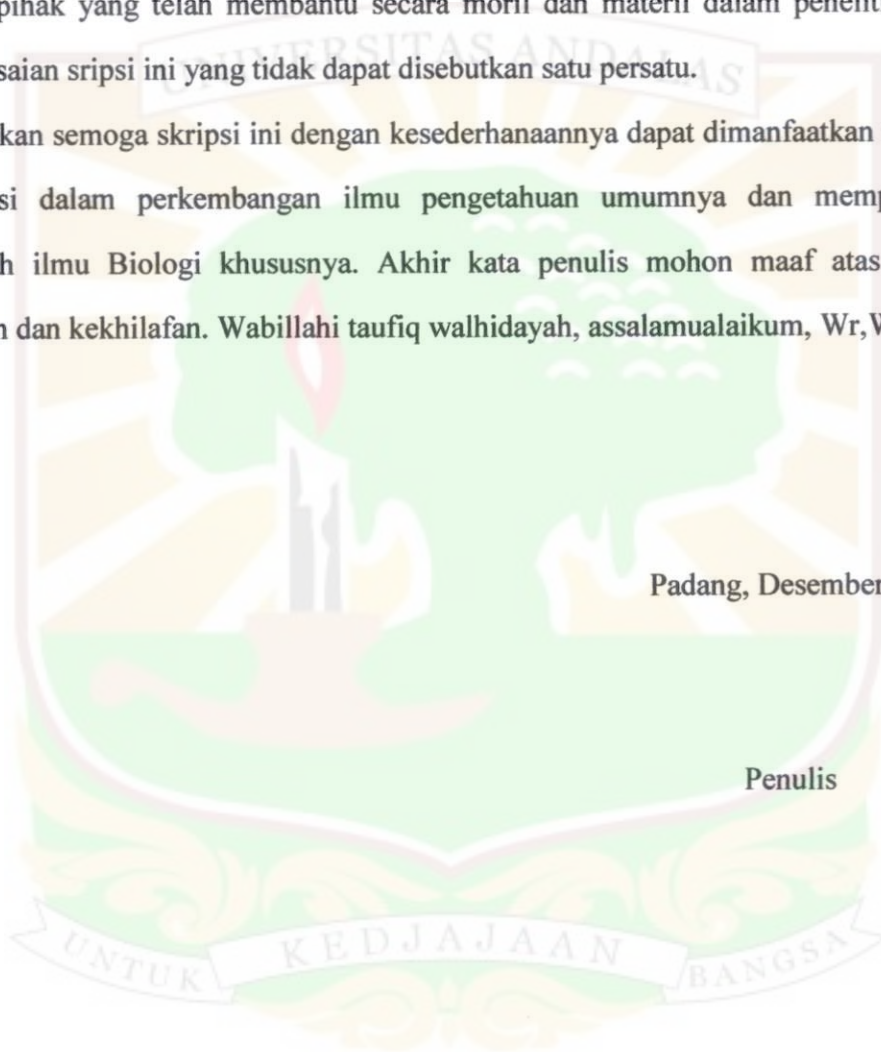 pihak yang telah membantu secara moril dan materil dalam
UNIVERSITAS ANDALAS
saian sripsi ini yang tidak dapat disebutkan satu persatu.
kan semoga skripsi ini dengan kesederhanaannya dapat dimanfaatkan
si dalam perkembangan ilmu pengetahuan umumnya dan memp
h ilmu Biologi khususnya. Akhir kata penulis mohon maaf atas
n dan kekhilafan. Wabillahi taufiq walhidayah, assalamualaikum, Wr,W
Padang, Desember
Penulis
UNTUK KEDJAJAAN BANGSA